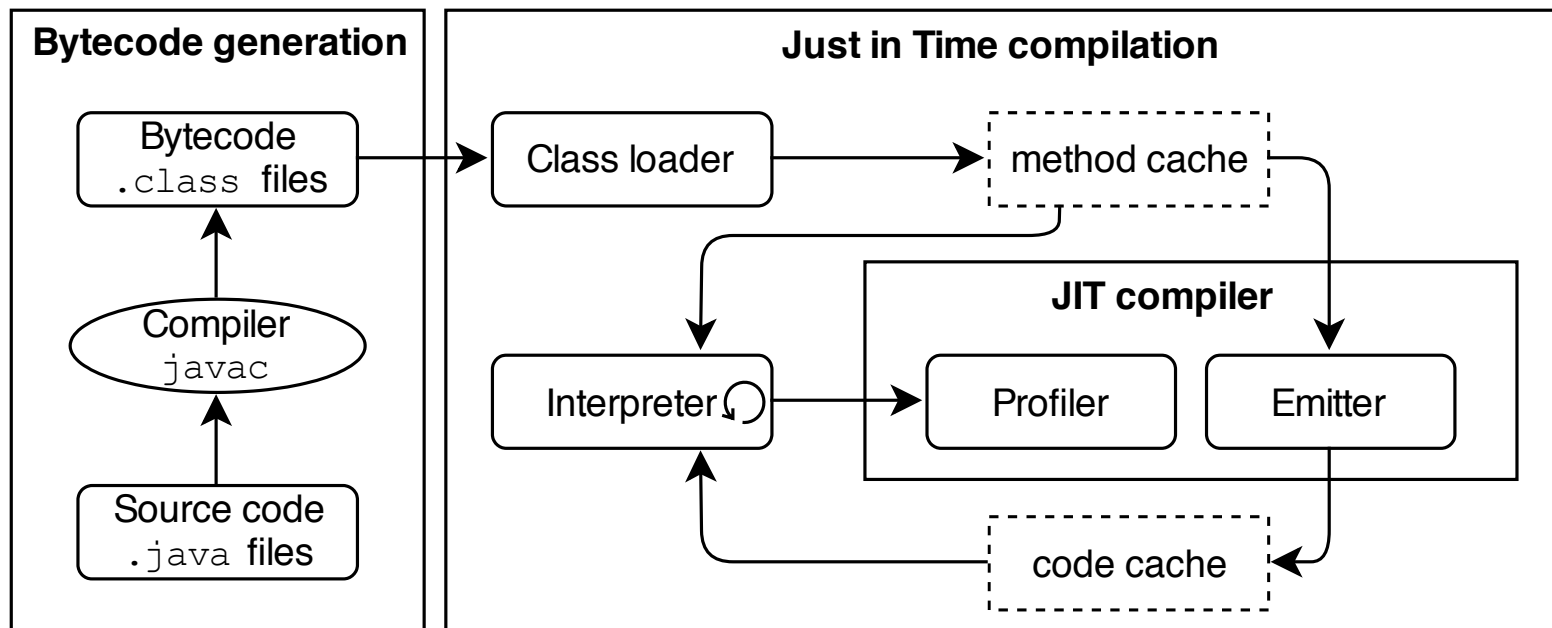 Bytecode generation
Bytecode
.class files
Compiler
javac
Source code
.java files
Just in Time compilation
Class loader
method cache
JIT compiler
Interpreter
Profiler
Emitter
code cache